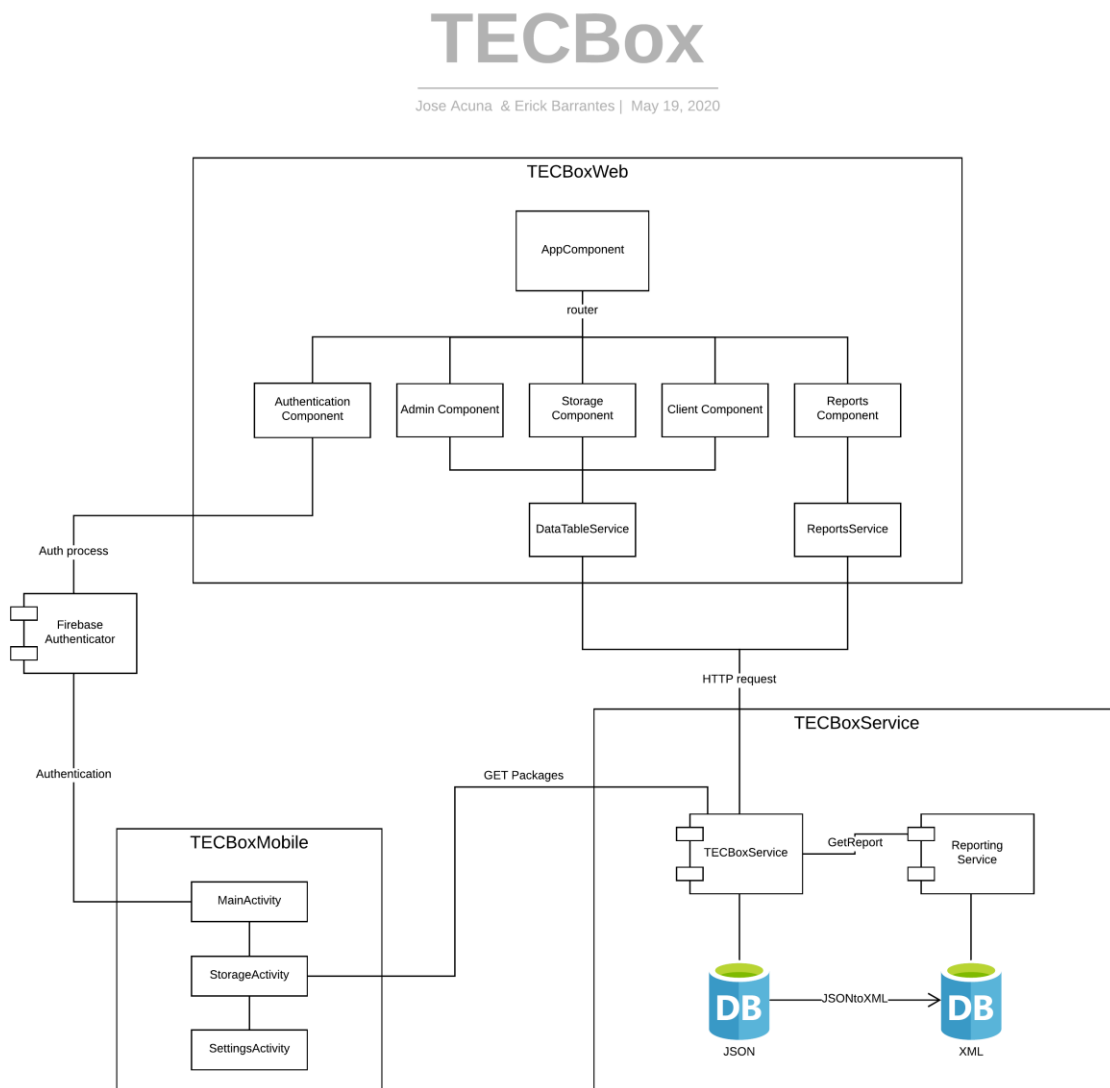 TECBox
Jose Acuna & Erick Barrantes | May 19, 2020
TECBoxWeb
AppComponent
router
Authentication
Component
Admin Component
Storage
Component
Client Component
Reports
Component
DataTableService
ReportsService
Auth process
Firebase
Authenticator
HTTP request
TECBoxService
Authentication
GET Packages
TECBoxMobile
TECBoxService
GetReport
Reporting
Service
MainActivity
StorageActivity
SettingsActivity
DB
JSONtoXML
DB
JSON
XML